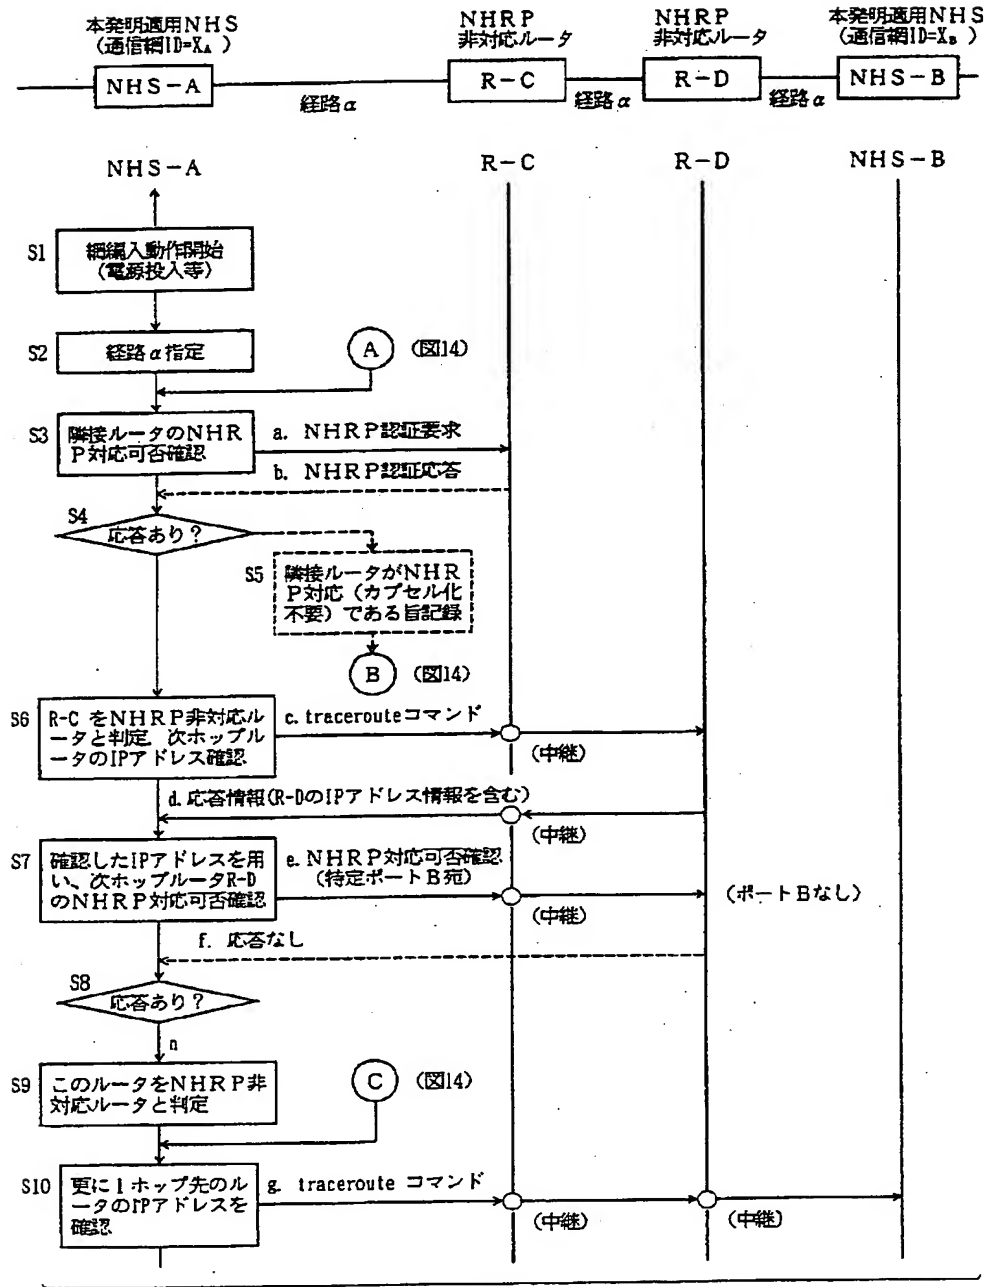 本発明適用NHS
(通信網ID=XA)
NHRP
非対応ルータ
NHRP
非対応ルータ
本発明適用NHS
(通信網ID=XB)
NHS-A
R-C
R-D
NHS-B
経路α
経路α
経路α
NHS-A
R-C
R-D
NHS-B
S1
網編入動作開始
(電源投入等)
S2
経路α指定
A
(図14)
S3
隣接ルータのNHR
P対応可否確認
a. NHRP認証要求
b. NHRP認証応答
S4
応答あり?
S5
隣接ルータがNHR
P対応(カプセル化
不要)である旨記録
B
(図14)
S6
R-CをNHRP非対応ル
ータと判定、次ホップル
ータのIPアドレス確認
c. tracerouteコマンド
(中継)
d. 応答情報(R-DのIPアドレス情報を含む)
(中継)
S7
確認したIPアドレスを用
い、次ホップルータR-D
のNHRP対応可否確認
e. NHRP対応可否確認
(特定ポートB宛)
(中継)
(ポートBなし)
f. 応答なし
S8
応答あり?
n
S9
このルータをNHRP非
対応ルータと判定
C
(図14)
S10
更に1ホップ先のルー
タのIPアドレスを
確認
g. traceroute コマンド
(中継)
(中継)